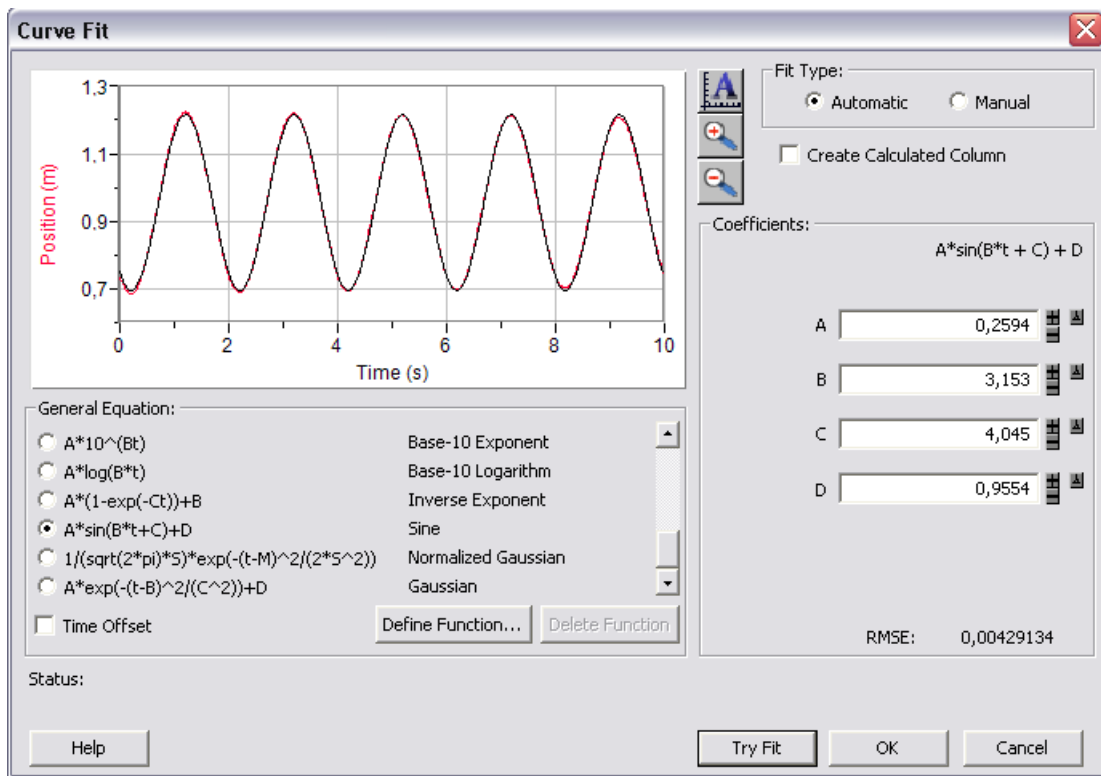 Curve Fit
1,3
1.1
0.9
0,7
Position (m)
0
2
4
6
8
10
Time (s)
Fit Type:
Automatic
Manual
Create Calculated Column
General Equation:
A*10^(Bt) Base-10 Exponent
A*log(B*t) Base-10 Logarithm
A*(1-exp(-Ct))+B Inverse Exponent
A*sin(B*t+C)+D Sine
1/(sqrt(2*pi)*S)*exp(-(t-M)^2/(2*S^2)) Normalized Gaussian
A*exp(-(t-B)^2/(C^2))+D Gaussian
Time Offset
Define Function...
Delete Function
Coefficients:
A*sin(B*t + C) + D
A 0,2594
B 3,153
C 4,045
D 0,9554
RMSE: 0,00429134
Status:
Help
Try Fit
OK
Cancel